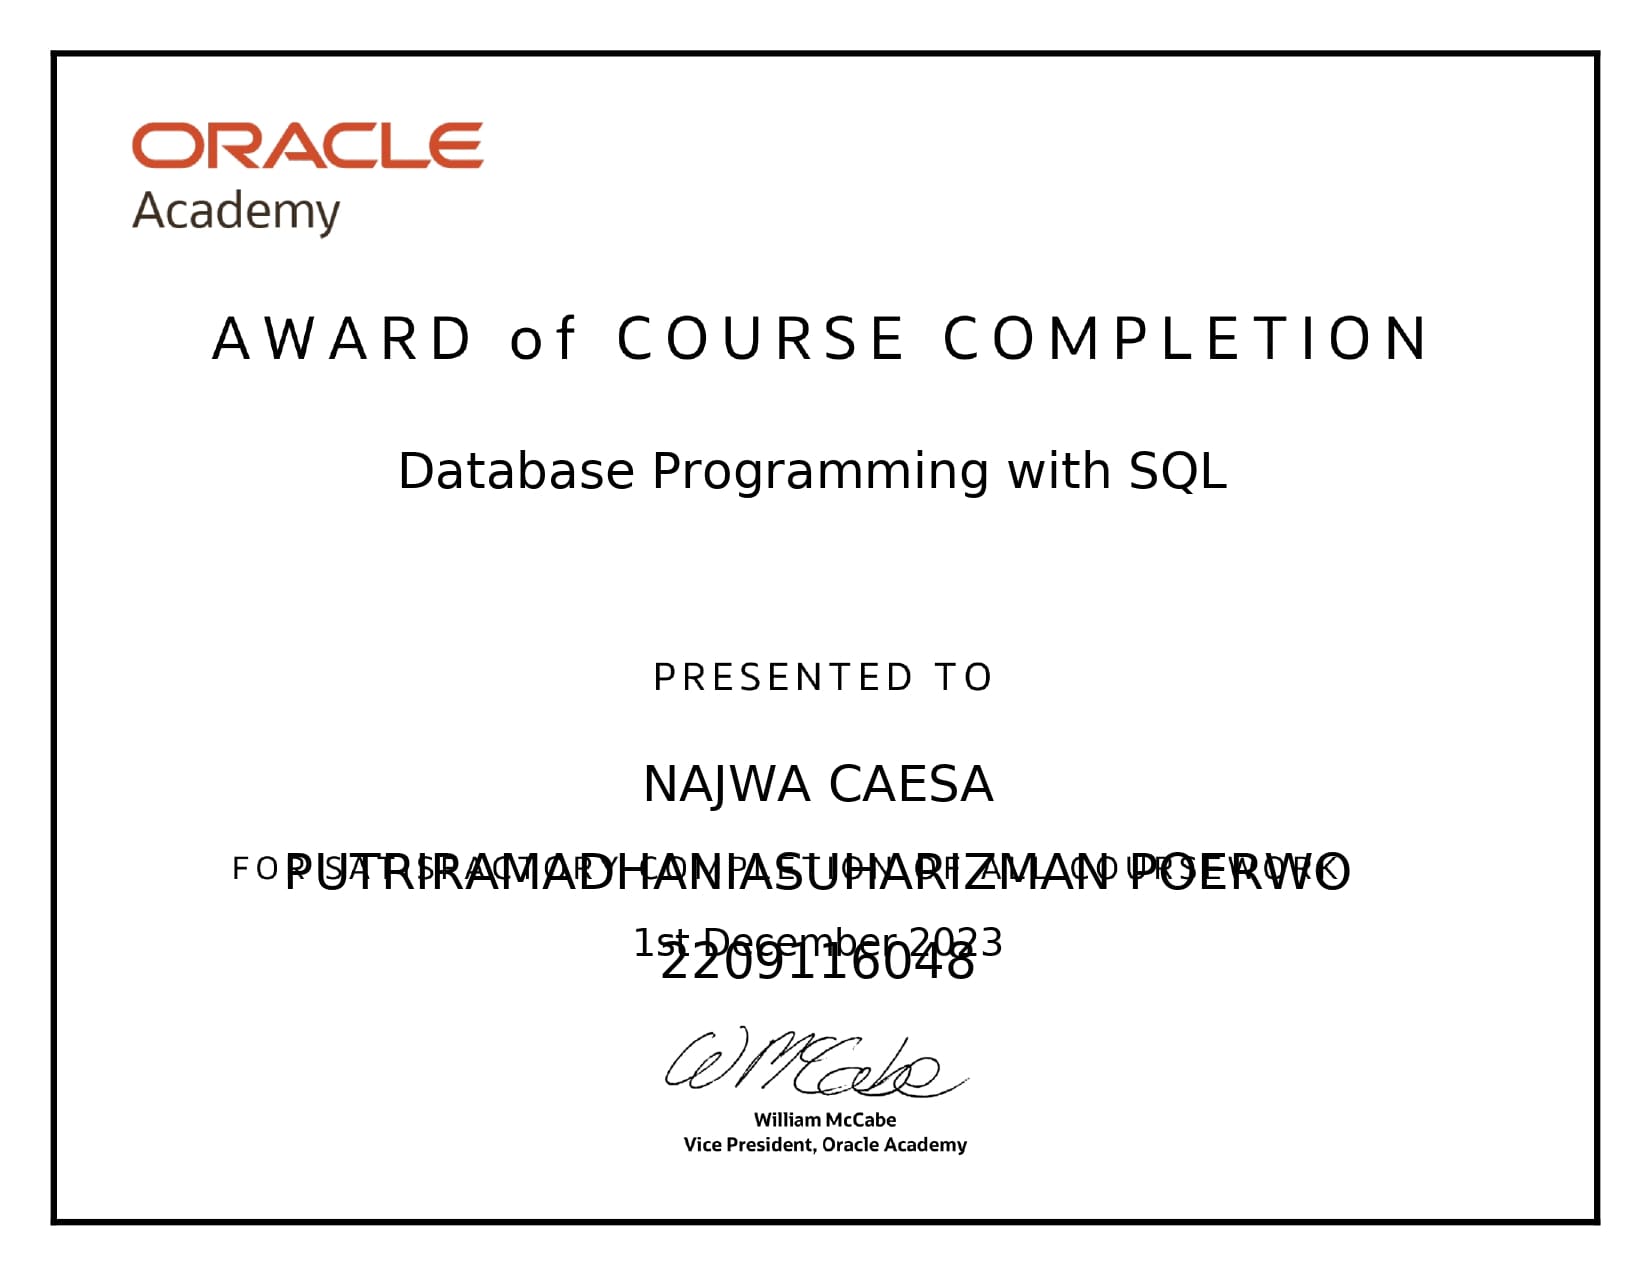 ORACLE
Academy
AWARD of COURSE COMPLETION
Database Programming with SQL
PRESENTED TO
NAJWA CAESA
PUTRIRAMADHANIASUHARIZMAN POERWO
FOR SATISFACTORY COMPLETION OF ALL COURSEWORK
1st December 2023
2209116048
WMcCabe
William McCabe
Vice President, Oracle Academy